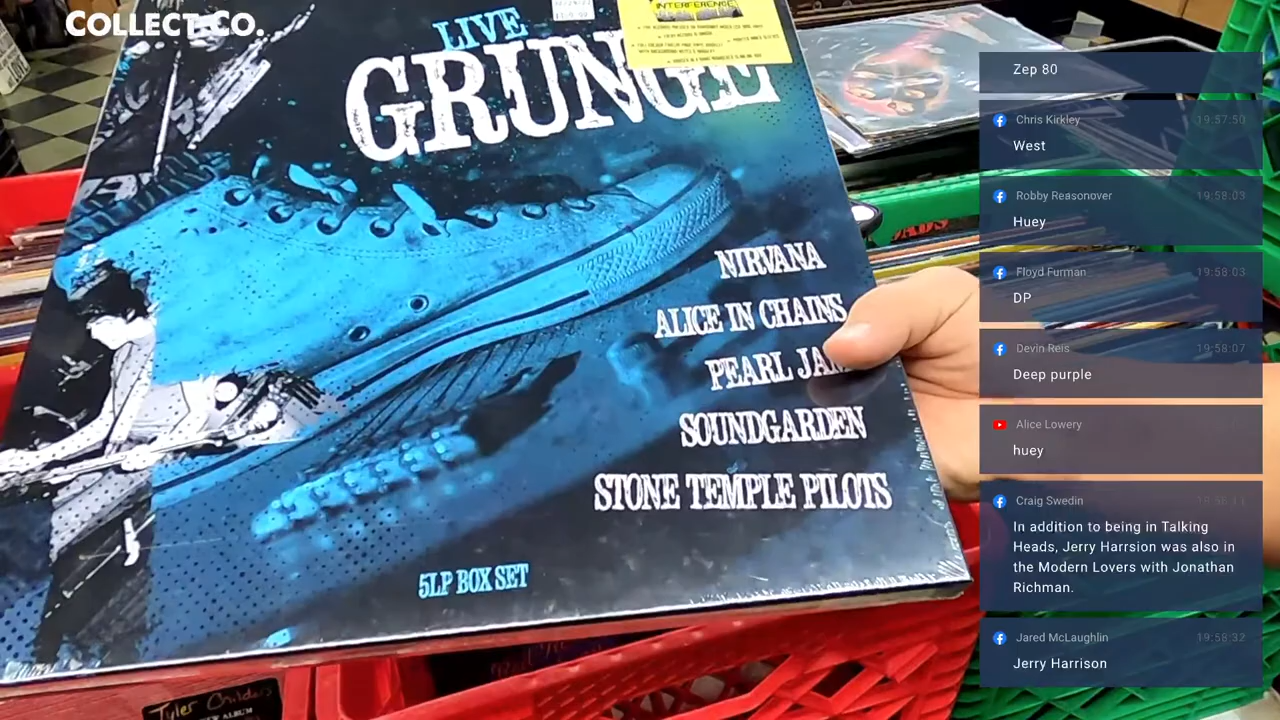 COLLECT.CO.
LIVE
GRUNGE
INTERFERENCE
NIRVANA
ALICE IN CHAINS
PEARL JAM
SOUNDGARDEN
STONE TEMPLE PILOTS
5LP BOX SET
Tyler Childers
ALBUM
Zep 80
Chris Kirkley 19:57:50
West
Robby Reasonover 19:58:03
Huey
Floyd Furman 19:58:03
DP
Devin Reis 19:58:07
Deep purple
Alice Lowery
huey
Craig Swedin
In addition to being in Talking
Heads, Jerry Harrsion was also in
the Modern Lovers with Jonathan
Richman.
Jared McLaughlin 19:58:32
Jerry Harrison